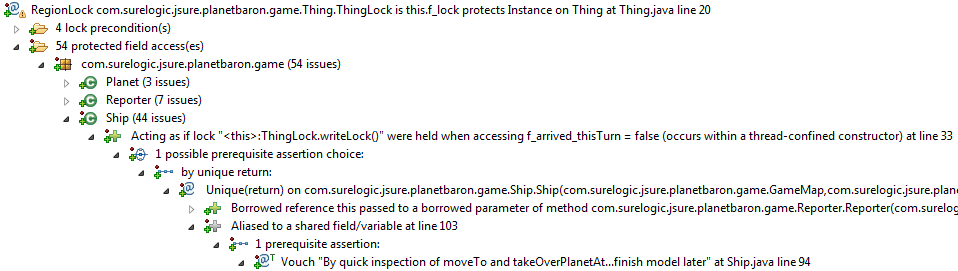 RegionLock com.surelogic.jsure.planetbaron.game.Thing.ThingLock is this.f_lock protects Instance on Thing at Thing.java line 20
4 lock precondition(s)
54 protected field access(es)
com.surelogic.jsure.planetbaron.game (54 issues)
Planet (3 issues)
Reporter (7 issues)
Ship (44 issues)
Acting as if lock "<this>:ThingLock.writeLock()" were held when accessing f_arrived_thisTurn = false (occurs within a thread-confined constructor) at line 33
1 possible prerequisite assertion choice:
by unique return:
Unique(return) on com.surelogic.jsure.planetbaron.game.Ship.Ship(com.surelogic.jsure.planetbaron.game.GameMap,com.surelogic.jsure.plane
Borrowed reference this passed to a borrowed parameter of method com.surelogic.jsure.planetbaron.game.Reporter.Reporter(com.surelog
Aliased to a shared field/variable at line 103
1 prerequisite assertion:
Vouch "By quick inspection of moveTo and takeOverPlanetAt...finish model later" at Ship.java line 94